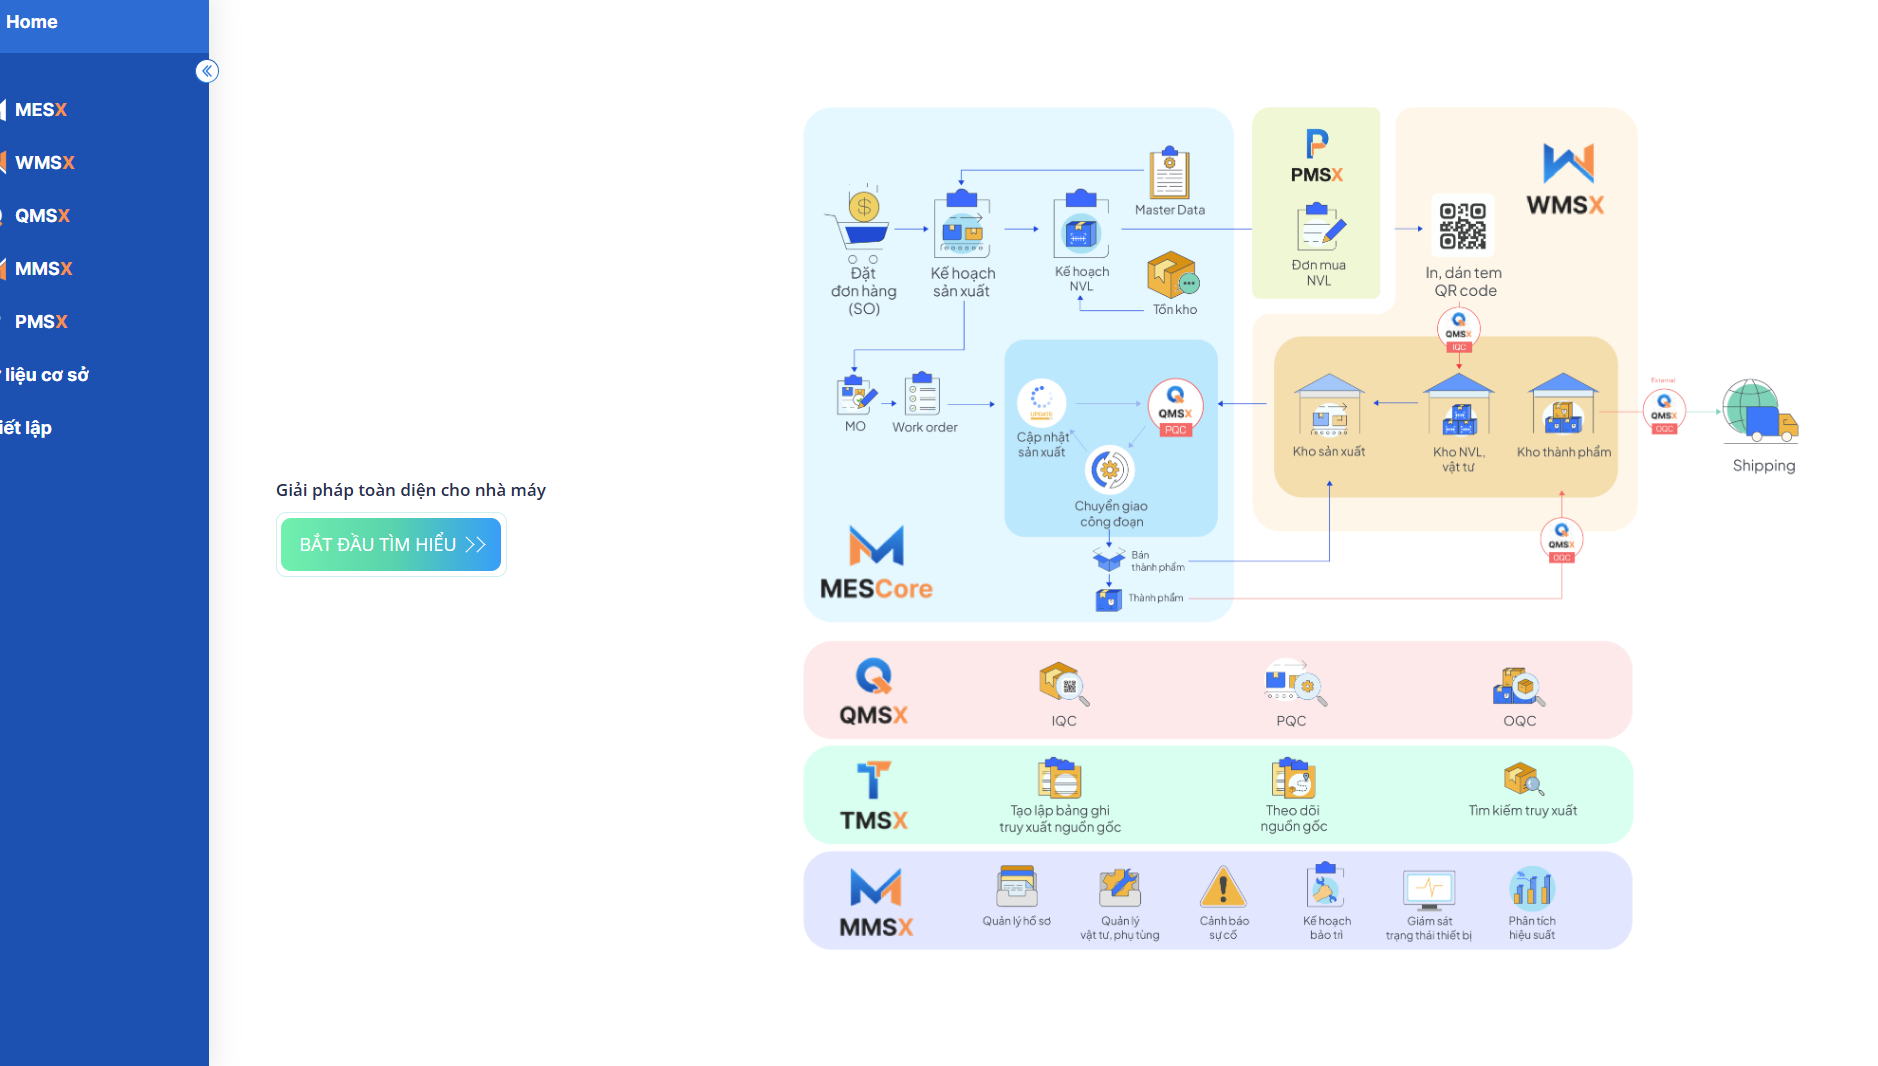 Home
MESX
WMSX
QMSX
MMSX
PMSX
liệu cơ sở
iết lập
Giải pháp toàn diện cho nhà máy
BẮT ĐẦU TÌM HIỂU
Master Data
Đặt
đơn hàng
(SO)
Kế hoạch
sản xuất
Kế hoạch
NVL
Tồn kho
MO
Work order
UPDATE
Cập nhật
sản xuất
QMSX
PQC
Chuyển giao
công đoạn
Bán
thành phẩm
Thành phẩm
MESCore
PMSX
Đơn mua
NVL
WMSX
In, dán tem
QR code
QMSX
IQC
Kho sản xuất
Kho NVL,
vật tư
Kho thành phẩm
External
QMSX
OQC
Shipping
QMSX
OQC
QMSX
IQC
PQC
OQC
TMSX
Tạo lập bảng ghi
truy xuất nguồn gốc
Theo dõi
nguồn gốc
Tìm kiếm truy xuất
MMSX
Quản lý hồ sơ
Quản lý
vật tư, phụ tùng
Cảnh báo
sự cố
Kế hoạch
bảo trì
Giám sát
trạng thái thiết bị
Phân tích
hiệu suất